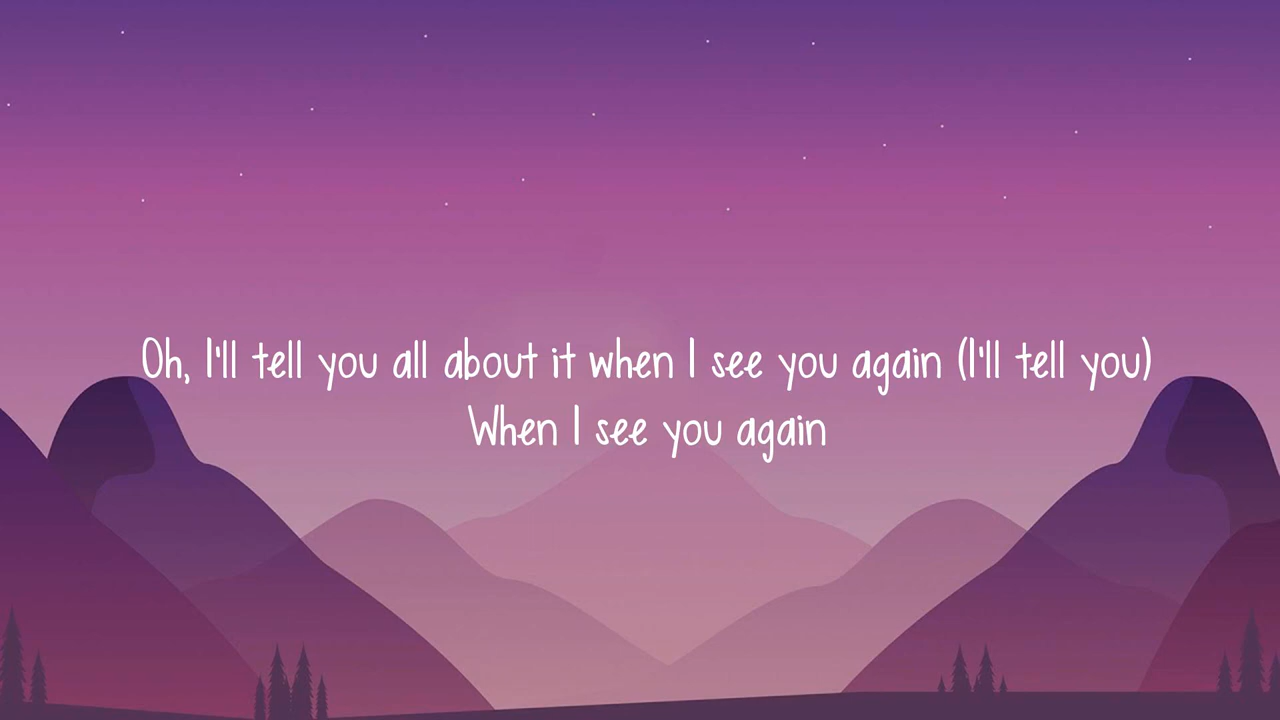 Oh, I'll tell you all about it when I see you again (I'll tell you)
When I see you again